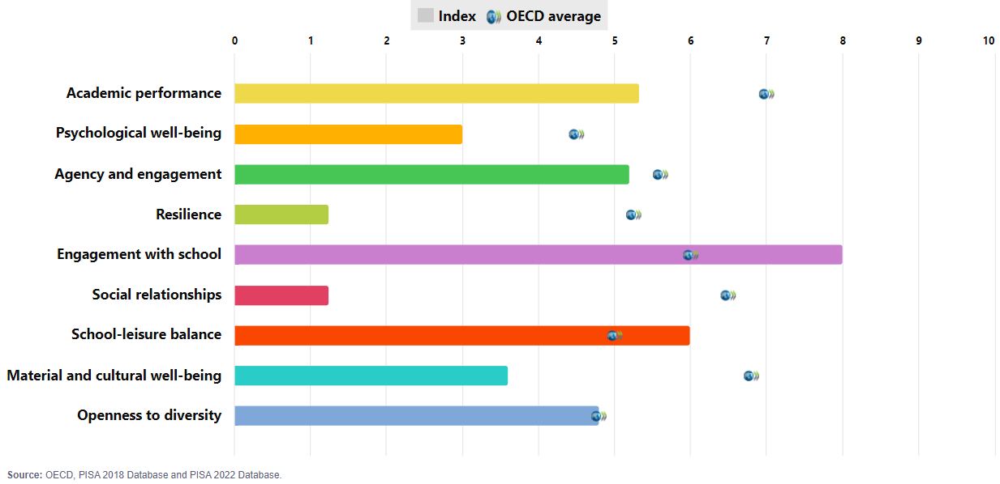 Index OECD average
0 1 2 3 4 5 6 7 8 9 10
Academic performance
Psychological well-being
Agency and engagement
Resilience
Engagement with school
Social relationships
School-leisure balance
Material and cultural well-being
Openness to diversity
Source: OECD, PISA 2018 Database and PISA 2022 Database.